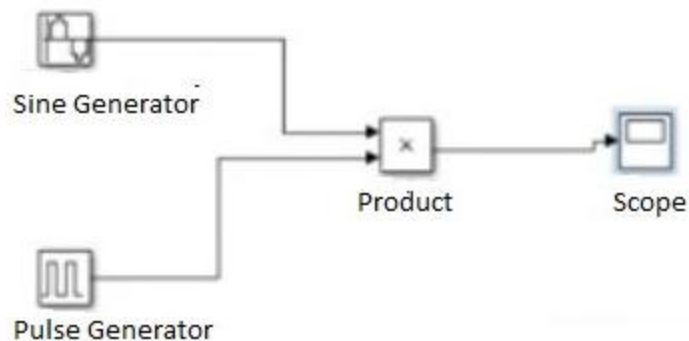 Sine Generator
×
Product
Scope
Pulse Generator